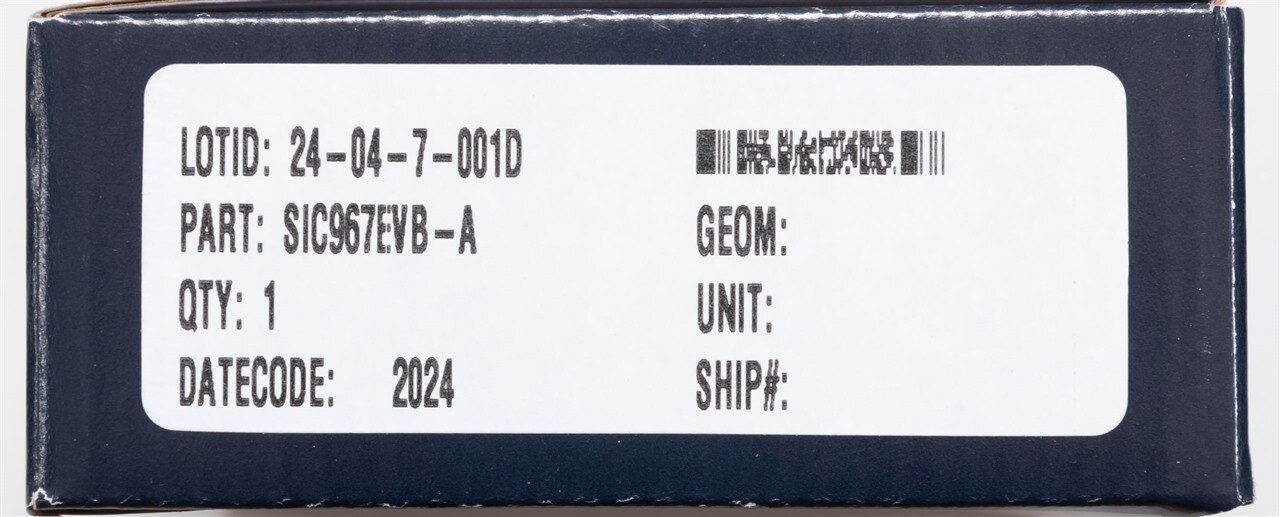 LOTID: 24-04-7-001D
PART: SIC967EVB-A
GEOM:
QTY: 1
UNIT:
DATECODE: 2024
SHIP#: